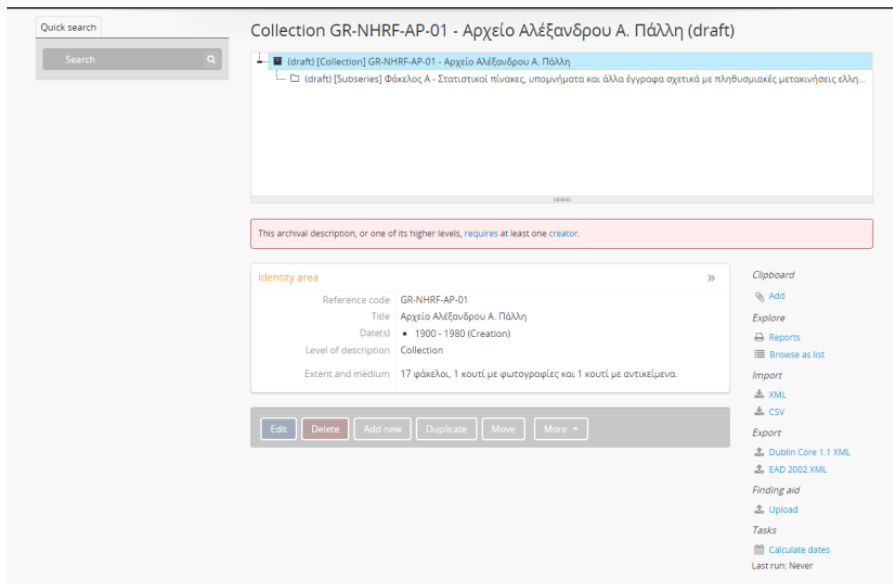 Quick search
Search
Collection GR-NHRF-AP-01 - Αρχείο Αλέξανδρου Α. Πάλλη (draft)
(draft) [Collection] GR-NHRF-AP-01 - Αρχείο Αλέξανδρου Α. Πάλλη
(draft) [Subseries] Φάκελος Α - Στατιστικοί πίνακες, υπομνήματα και άλλα έγγραφα σχετικά με πληθυσμιακές μετακινήσεις ελλη...
This archival description, or one of its higher levels, requires at least one creator.
Identity area »
Reference code GR-NHRF-AP-01
Title Αρχείο Αλέξανδρου Α. Πάλλη
Date(s) • 1900 - 1980 (Creation)
Level of description Collection
Extent and medium 17 φάκελοι, 1 κουτί με φωτογραφίες και 1 κουτί με αντικείμενα.
Edit Delete Add new Duplicate Move More
Clipboard
Add
Explore
Reports
Browse as list
Import
XML
CSV
Export
Dublin Core 1.1 XML
EAD 2002 XML
Finding aid
Upload
Tasks
Calculate dates
Last run: Never